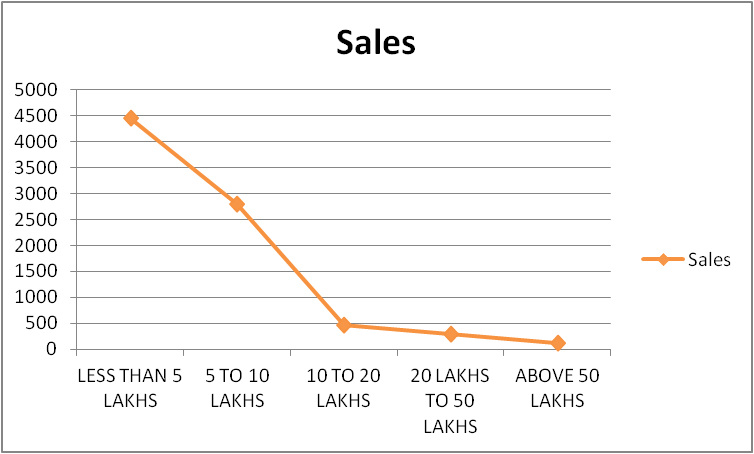 Sales
5000
4500
4000
3500
3000
2500
2000
1500
1000
500
0
Sales
LESS THAN 5
LAKHS
5 TO 10
LAKHS
10 TO 20
LAKHS
20 LAKHS
TO 50
LAKHS
ABOVE 50
LAKHS